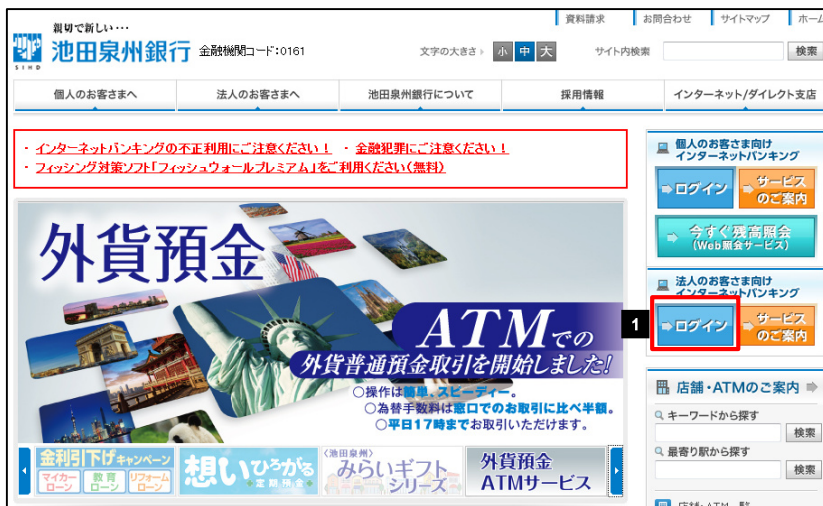 資料請求
お問合わせ
サイトマップ
ホーム
親切で新しい・・・
池田泉州銀行 金融機関コード:0161
SIHD
文字の大きさ 小 中 大
サイト内検索
検索
個人のお客さまへ
法人のお客さまへ
池田泉州銀行について
採用情報
インターネット/ダイレクト支店
・インターネットバンキングの不正利用にご注意ください! ・金融犯罪にご注意ください!
・フィッシング対策ソフト「フィッシュウォールプレミアム」をご利用ください(無料)
外貨預金
ATMでの
外貨普通預金取引を開始しました!
○操作は簡単、スピーディー。
○為替手数料は窓口でのお取引に比べ半額。
○平日17時までお取引いただけます。
金利引下げキャンペーン
マイカーローン
教育ローン
リフォームローン
想いひろがる
定期預金
〈池田泉州〉
みらいギフト
シリーズ
外貨預金
ATMサービス
個人のお客さま向け
インターネットバンキング
ログイン
サービス
のご案内
今すぐ残高照会
(Web照会サービス)
法人のお客さま向け
インターネットバンキング
1
ログイン
サービス
のご案内
店舗・ATMのご案内
キーワードから探す
検索
最寄り駅から探す
検索